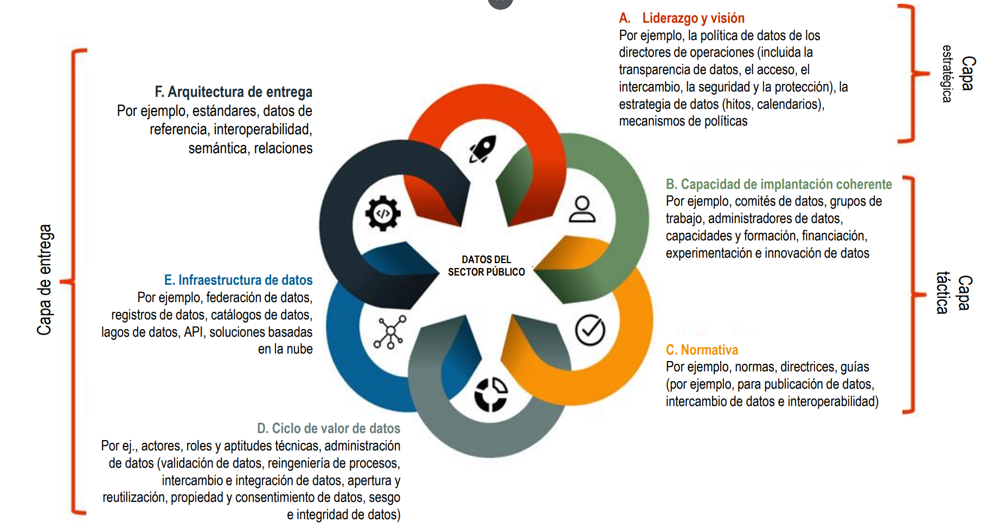 A. Liderazgo y visión
Por ejemplo, la política de datos de los
directores de operaciones (incluida la
transparencia de datos, el acceso, el
intercambio, la seguridad y la protección), la
estrategia de datos (hitos, calendarios),
mecanismos de políticas
Capa
estratégica
B. Capacidad de implantación coherente
Por ejemplo, comités de datos, grupos de
trabajo, administradores de datos,
capacidades y formación, financiación,
experimentación e innovación de datos
C. Normativa
Por ejemplo, normas, directrices, guías
(por ejemplo, para publicación de datos,
intercambio de datos e interoperabilidad)
Capa
táctica
D. Ciclo de valor de datos
Por ej., actores, roles y aptitudes técnicas, administración
de datos (validación de datos, reingeniería de procesos,
intercambio e integración de datos, apertura y
reutilización, propiedad y consentimiento de datos, sesgo
e integridad de datos)
E. Infraestructura de datos
Por ejemplo, federación de datos,
registros de datos, catálogos de datos,
lagos de datos, API, soluciones basadas
en la nube
F. Arquitectura de entrega
Por ejemplo, estándares, datos de
referencia, interoperabilidad,
semántica, relaciones
Capa de entrega
DATOS DEL
SECTOR PÚBLICO